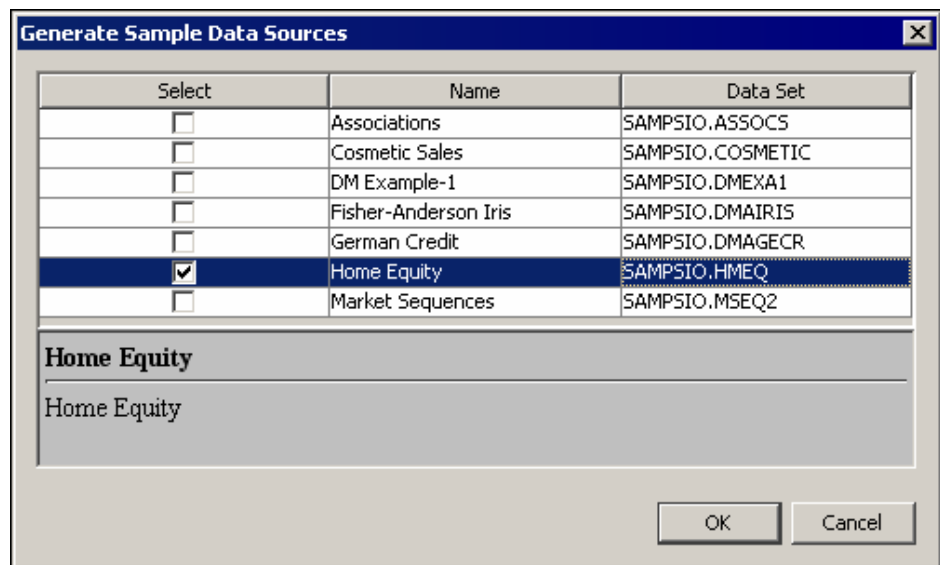 Generate Sample Data Sources
Select Name Data Set
Associations SAMPSIO.ASSOCS
Cosmetic Sales SAMPSIO.COSMETIC
DM Example-1 SAMPSIO.DMEXA1
Fisher-Anderson Iris SAMPSIO.DMAIRIS
German Credit SAMPSIO.DMAGECR
Home Equity SAMPSIO.HMEQ
Market Sequences SAMPSIO.MSEQ2
Home Equity
Home Equity
OK Cancel